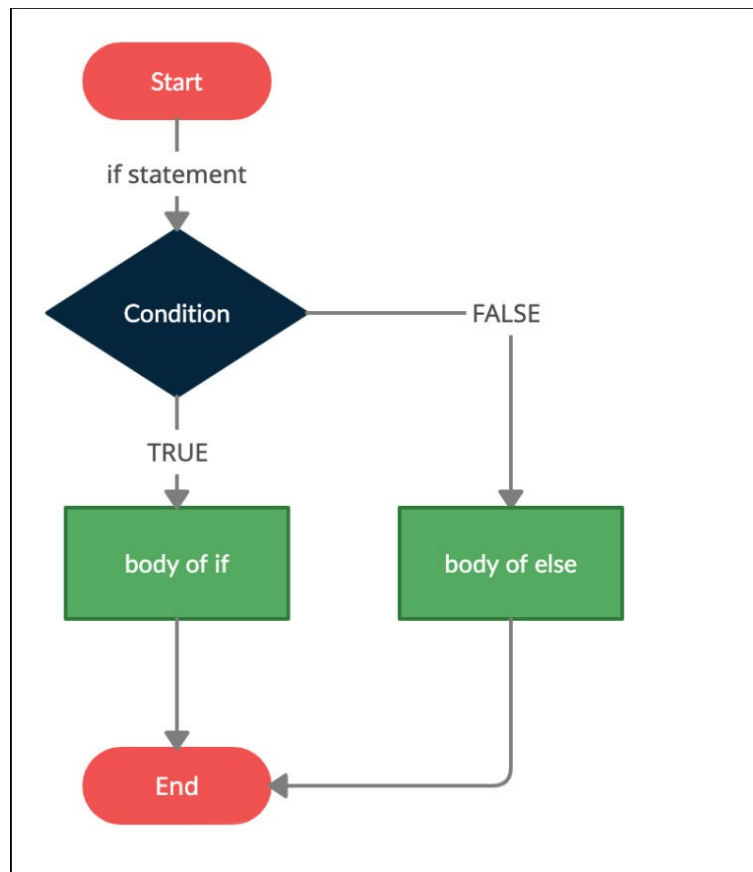 Start
if statement
Condition
FALSE
TRUE
body of if
body of else
End